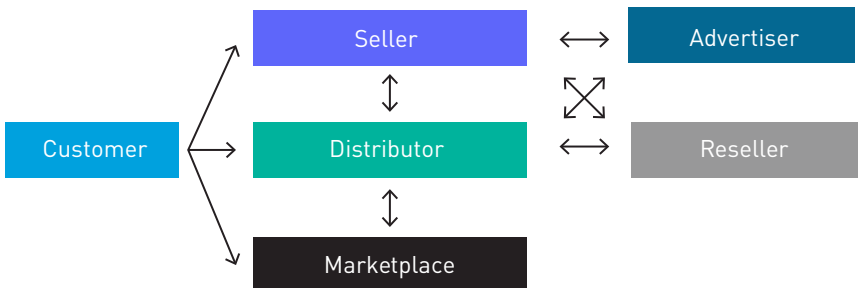 Seller
Advertiser
Customer
Distributor
Reseller
Marketplace